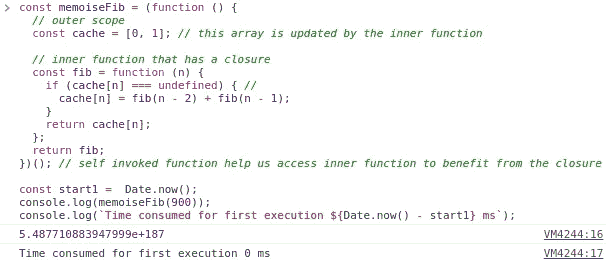 const memoiseFib = (function () {
// outer scope
const cache = [0, 1]; // this array is updated by the inner function
// inner function that has a closure
const fib = function (n) {
if (cache[n] === undefined) { //
cache[n] = fib(n - 2) + fib(n - 1);
}
return cache[n];
};
return fib;
})(); // self invoked function help us access inner function to benefit from the closure
const start1 =  Date.now();
console.log(memoiseFib(900));
console.log(`Time consumed for first execution ${Date.now() - start1} ms`);
5.487710883947999e+187 VM4244:16
Time consumed for first execution 0 ms VM4244:17